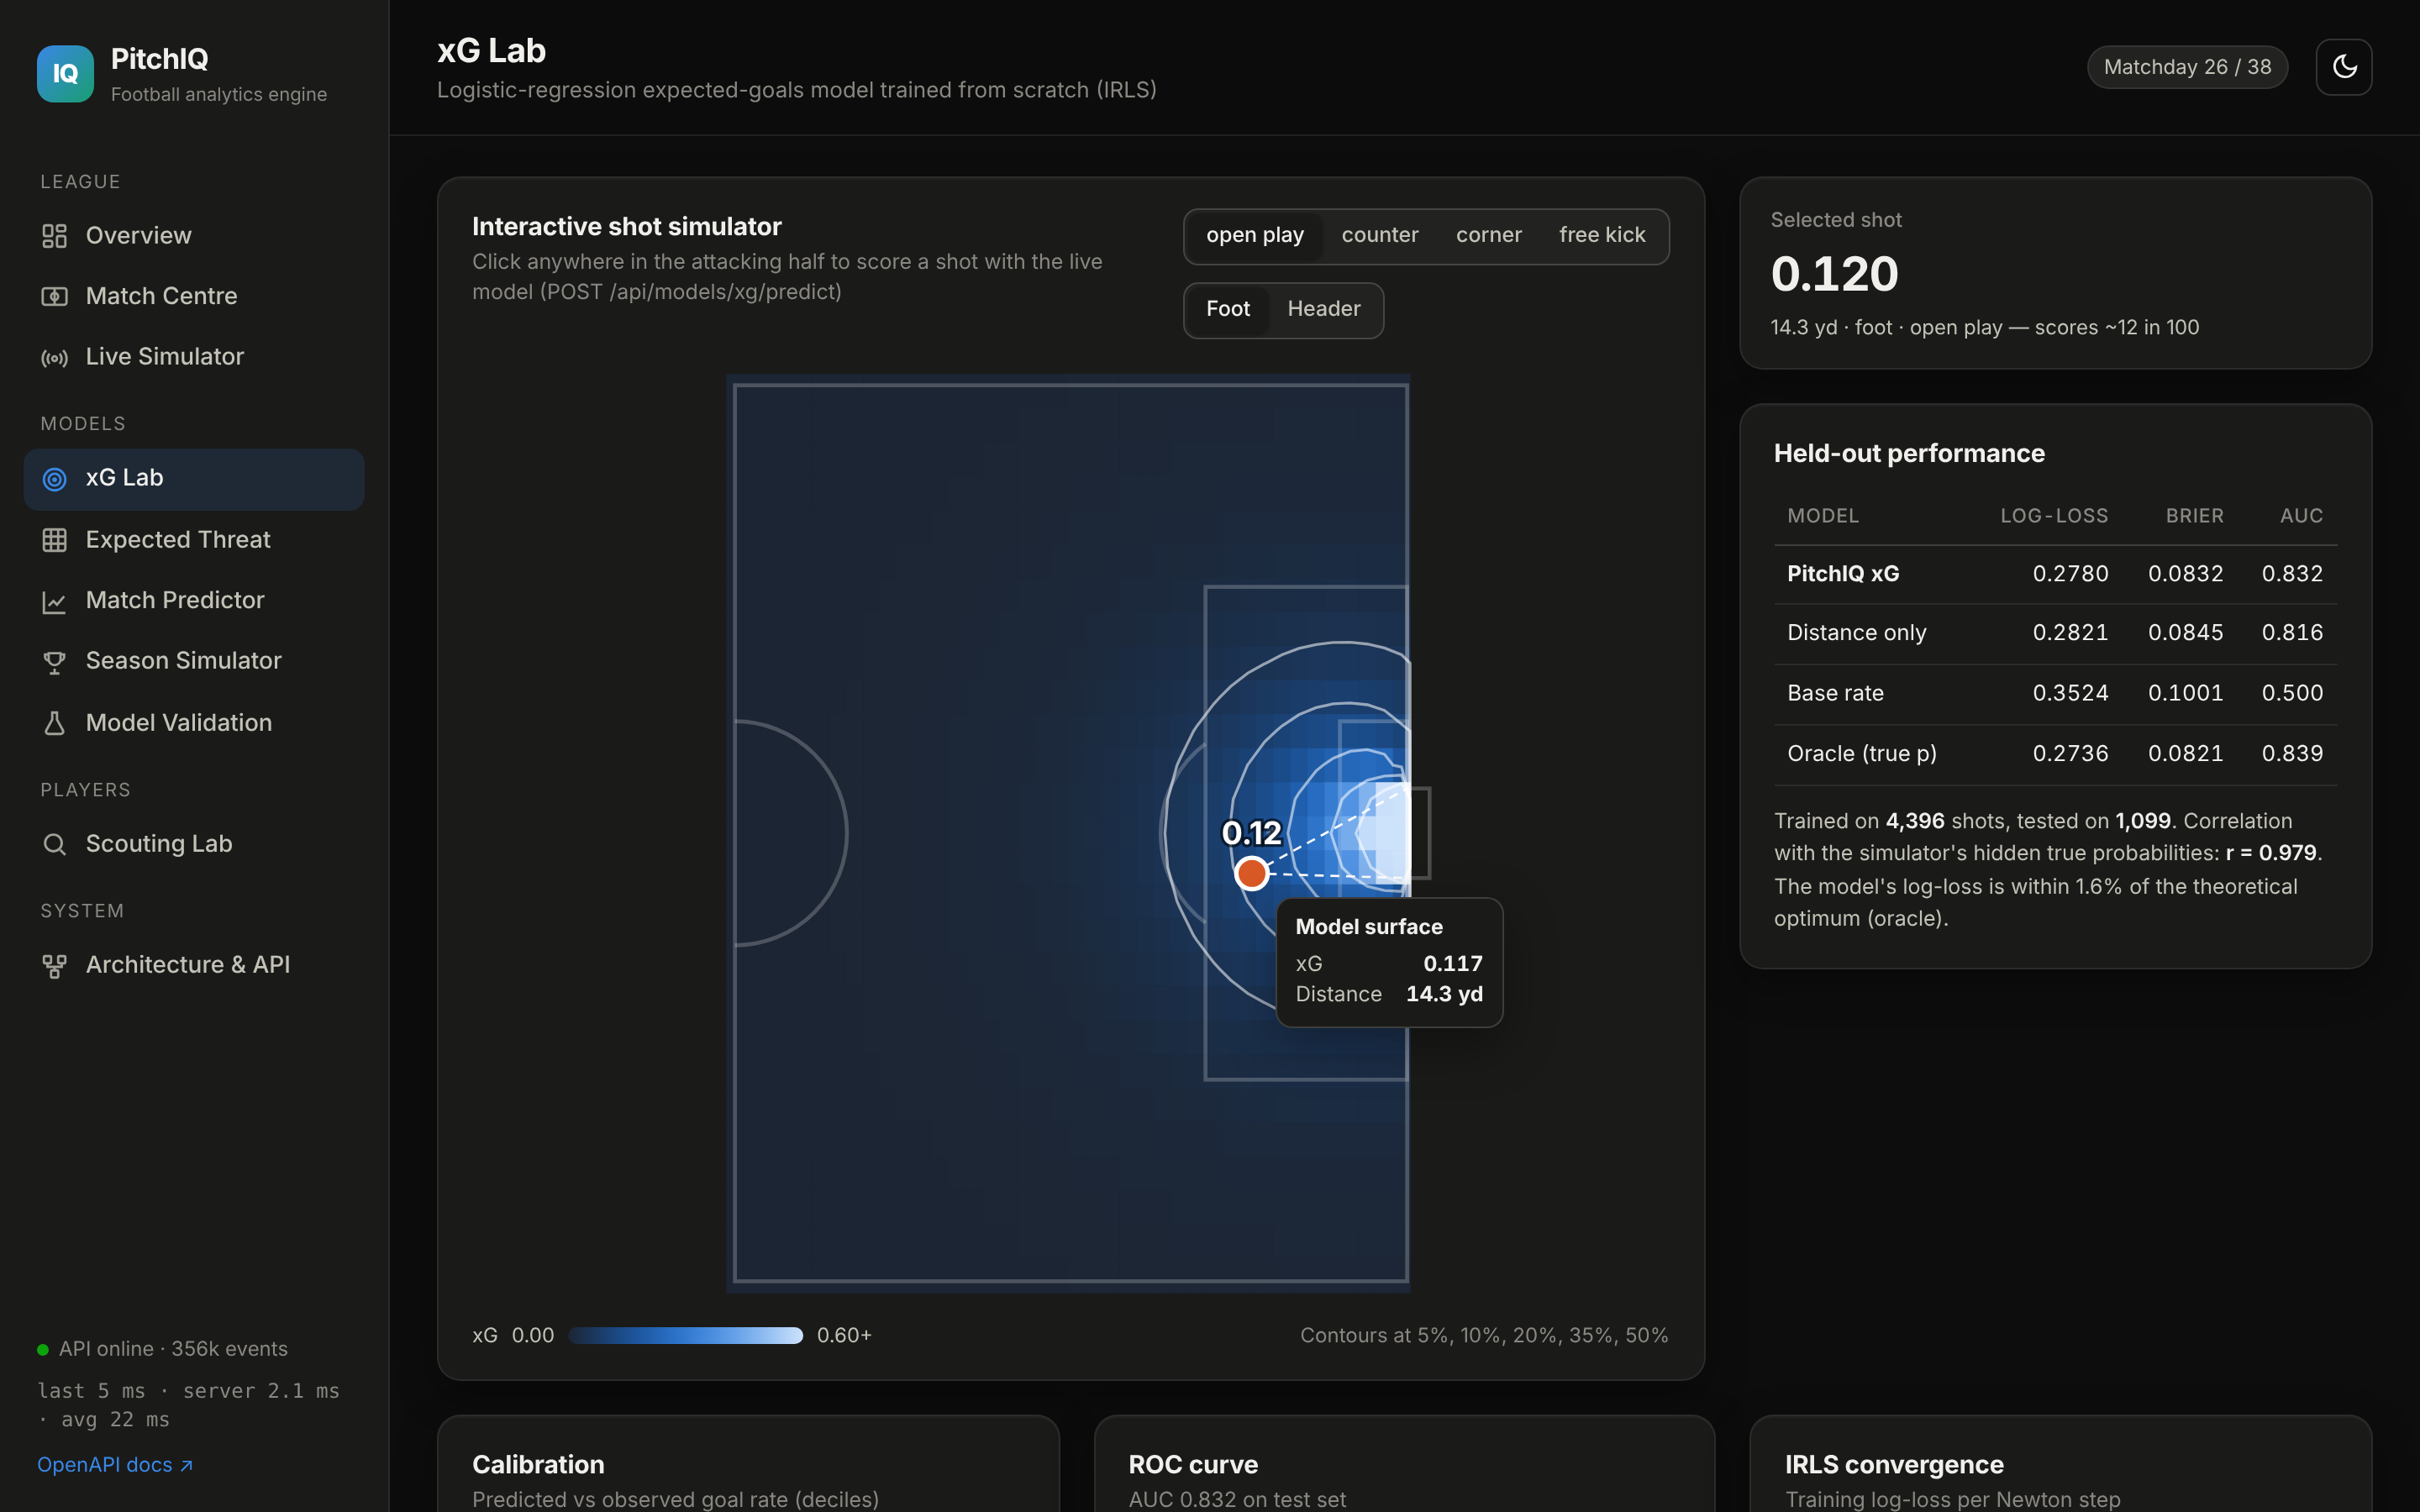 IQ
PitchIQ
Football analytics engine
LEAGUE
Overview
Match Centre
Live Simulator
MODELS
xG Lab
Expected Threat
Match Predictor
Season Simulator
Model Validation
PLAYERS
Scouting Lab
SYSTEM
Architecture & API
API online · 356k events
last 5 ms · server 2.1 ms
· avg 22 ms
OpenAPI docs ↗
xG Lab
Logistic-regression expected-goals model trained from scratch (IRLS)
Matchday 26 / 38
Interactive shot simulator
Click anywhere in the attacking half to score a shot with the live
model (POST /api/models/xg/predict)
open play counter corner free kick
Foot Header
0.12
Model surface
xG 0.117
Distance 14.3 yd
xG 0.00 0.60+
Contours at 5%, 10%, 20%, 35%, 50%
Selected shot
0.120
14.3 yd · foot · open play — scores ~12 in 100
Held-out performance
MODEL LOG-LOSS BRIER AUC
PitchIQ xG 0.2780 0.0832 0.832
Distance only 0.2821 0.0845 0.816
Base rate 0.3524 0.1001 0.500
Oracle (true p) 0.2736 0.0821 0.839
Trained on 4,396 shots, tested on 1,099. Correlation
with the simulator's hidden true probabilities: r = 0.979.
The model's log-loss is within 1.6% of the theoretical
optimum (oracle).
Calibration
Predicted vs observed goal rate (deciles)
ROC curve
AUC 0.832 on test set
IRLS convergence
Training log-loss per Newton step